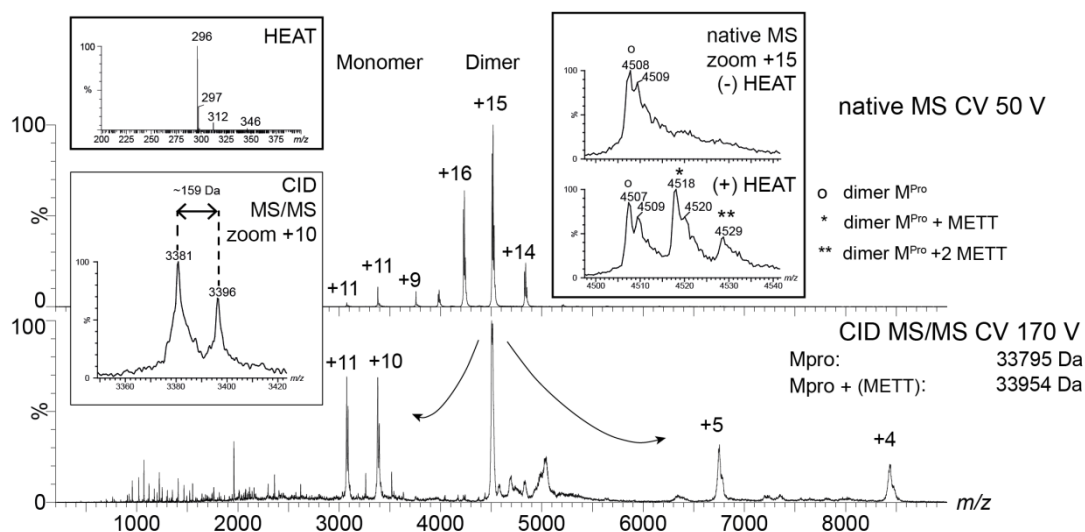 HEAT
296
100
%
297
312
346
200 225 250 275 300 325 350 375 m/z
Monomer
Dimer
native MS
zoom +15
(-) HEAT
o
4508
4509
100
%
0
(+) HEAT
o
4507
4509
*
4518
4520
**
4529
100
%
0
4500 4510 4520 4530 4540 m/z
native MS CV 50 V
o dimer Mᴾʳᵒ
* dimer Mᴾʳᵒ + METT
** dimer Mᴾʳᵒ +2 METT
100
%
0
+11
+11
+9
+16
+15
+14
CID
MS/MS
zoom +10
~159 Da
3381
3396
100
%
0
3360 3380 3400 3420 m/z
CID MS/MS CV 170 V
Mpro: 33795 Da
Mpro + (METT): 33954 Da
100
%
0
+11
+10
+5
+4
1000 2000 3000 4000 5000 6000 7000 8000 m/z